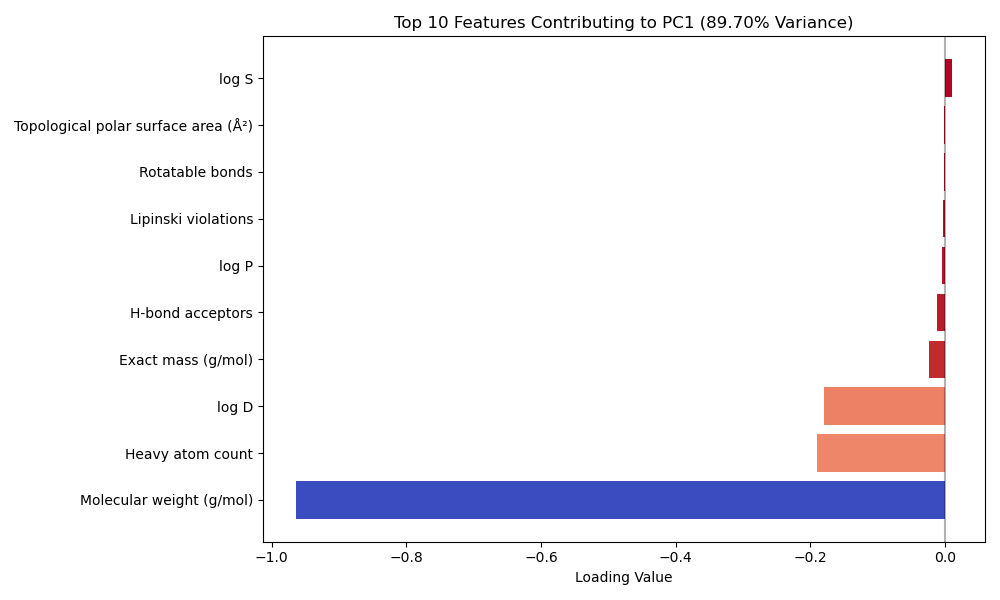 Top 10 Features Contributing to PC1 (89.70% Variance)
log S
Topological polar surface area (Å²)
Rotatable bonds
Lipinski violations
log P
H-bond acceptors
Exact mass (g/mol)
log D
Heavy atom count
Molecular weight (g/mol)
−1.0 −0.8 −0.6 −0.4 −0.2 0.0
Loading Value